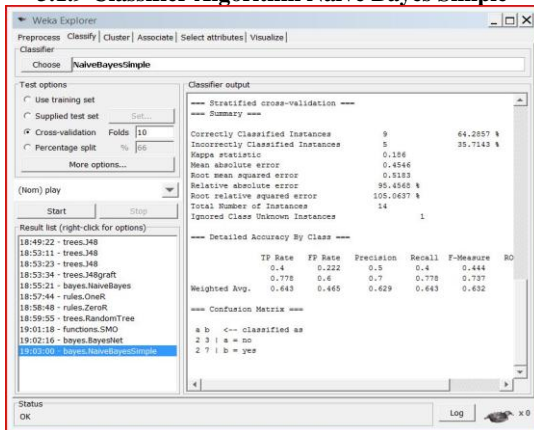 Weka Explorer
Preprocess Classify Cluster Associate Select attributes Visualize
Classifier
Choose NaiveBayesSimple
Test options
Use training set
Supplied test set Set...
Cross-validation Folds 10
Percentage split % 66
More options...
(Nom) play
Start Stop
Result list (right-click for options)
18:49:22 - trees.J48
18:53:11 - trees.J48
18:53:23 - trees.J48
18:53:34 - trees.J48graft
18:55:21 - bayes.NaiveBayes
18:57:44 - rules.OneR
18:58:48 - rules.ZeroR
18:59:55 - trees.RandomTree
19:01:18 - functions.SMO
19:02:16 - bayes.BayesNet
19:03:00 - bayes.NaiveBayesSimple
Classifier output
=== Stratified cross-validation ===
=== Summary ===
Correctly Classified Instances 9 64.2857 %
Incorrectly Classified Instances 5 35.7143 %
Kappa statistic 0.186
Mean absolute error 0.4546
Root mean squared error 0.5183
Relative absolute error 95.4568 %
Root relative squared error 105.0637 %
Total Number of Instances 14
Ignored Class Unknown Instances 1
=== Detailed Accuracy By Class ===
TP Rate FP Rate Precision Recall F-Measure RO
0.4 0.222 0.5 0.4 0.444
0.778 0.6 0.7 0.778 0.737
Weighted Avg. 0.643 0.465 0.629 0.643 0.632
=== Confusion Matrix ===
a b <-- classified as
2 3 | a = no
2 7 | b = yes
Status
OK
Log x 0